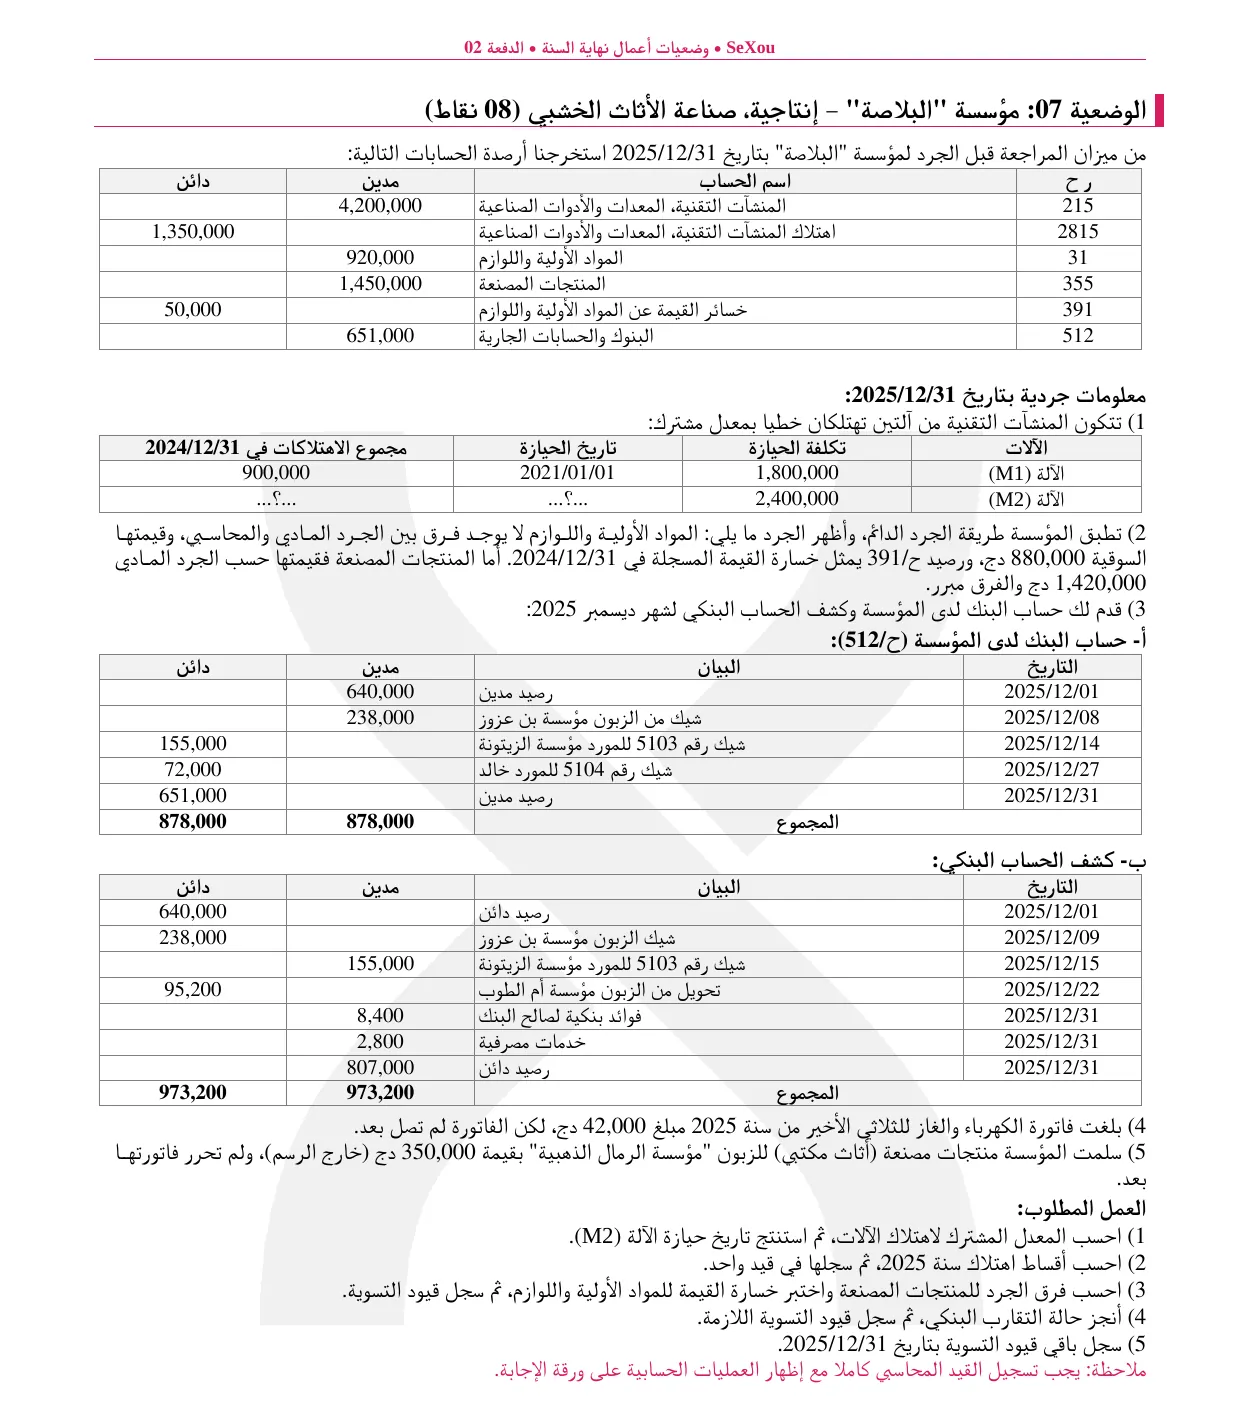 SeXou • وضعيات أعمال نهاية السنة • الدفعة 02
الوضعية 07: مؤسسة "البلاصة" – إنتاجية، صناعة الأثاث الخشبي (08 نقاط)
من ميزان المراجعة قبل الجرد لمؤسسة "البلاصة" بتاريخ 2025/12/31 استخرجنا أرصدة الحسابات التالية:
ر ح | اسم الحساب | مدين | دائن
215 | المنشآت التقنية، المعدات والأدوات الصناعية | 4,200,000 |
2815 | اهتلاك المنشآت التقنية، المعدات والأدوات الصناعية | | 1,350,000
31 | المواد الأولية واللوازم | 920,000 |
355 | المنتجات المصنعة | 1,450,000 |
391 | خسائر القيمة عن المواد الأولية واللوازم | | 50,000
512 | البنوك والحسابات الجارية | 651,000 |
معلومات جردية بتاريخ 2025/12/31:
1) تتكون المنشآت التقنية من آلتين تهتلكان خطيا بمعدل مشترك:
الآلات | تكلفة الحيازة | تاريخ الحيازة | مجموع الاهتلاكات في 2024/12/31
الآلة (M1) | 1,800,000 | 2021/01/01 | 900,000
الآلة (M2) | 2,400,000 | ...؟... | ...؟...
2) تطبق المؤسسة طريقة الجرد الدائم، وأظهر الجرد ما يلي: المواد الأولية واللوازم لا يوجد فرق بين الجرد المادي والمحاسبي، وقيمتها
السوقية 880,000 دج، ورصيد ح/391 يمثل خسارة القيمة المسجلة في 2024/12/31. أما المنتجات المصنعة فقيمتها حسب الجرد المادي
1,420,000 دج والفرق مبرر.
3) قدم لك حساب البنك لدى المؤسسة وكشف الحساب البنكي لشهر ديسمبر 2025:
أ- حساب البنك لدى المؤسسة (ح/512):
التاريخ | البيان | مدين | دائن
2025/12/01 | رصيد مدين | 640,000 |
2025/12/08 | شيك من الزبون مؤسسة بن عزوز | 238,000 |
2025/12/14 | شيك رقم 5103 للمورد مؤسسة الزيتونة | | 155,000
2025/12/27 | شيك رقم 5104 للمورد خالد | | 72,000
2025/12/31 | رصيد مدين | | 651,000
المجموع | 878,000 | 878,000
ب- كشف الحساب البنكي:
التاريخ | البيان | مدين | دائن
2025/12/01 | رصيد دائن | | 640,000
2025/12/09 | شيك الزبون مؤسسة بن عزوز | | 238,000
2025/12/15 | شيك رقم 5103 للمورد مؤسسة الزيتونة | 155,000 |
2025/12/22 | تحويل من الزبون مؤسسة أم الطوب | | 95,200
2025/12/31 | فوائد بنكية لصالح البنك | 8,400 |
2025/12/31 | خدمات مصرفية | 2,800 |
2025/12/31 | رصيد دائن | 807,000 |
المجموع | 973,200 | 973,200
4) بلغت فاتورة الكهرباء والغاز للثلاثي الأخير من سنة 2025 مبلغ 42,000 دج، لكن الفاتورة لم تصل بعد.
5) سلمت المؤسسة منتجات مصنعة (أثاث مكتبي) للزبون "مؤسسة الرمال الذهبية" بقيمة 350,000 دج (خارج الرسم)، ولم تحرر فاتورتها
بعد.
العمل المطلوب:
1) احسب المعدل المشترك لاهتلاك الآلات، ثم استنتج تاريخ حيازة الآلة (M2).
2) احسب أقساط اهتلاك سنة 2025، ثم سجلها في قيد واحد.
3) احسب فرق الجرد للمنتجات المصنعة واختبر خسارة القيمة للمواد الأولية واللوازم، ثم سجل قيود التسوية.
4) أنجز حالة التقارب البنكي، ثم سجل قيود التسوية اللازمة.
5) سجل باقي قيود التسوية بتاريخ 2025/12/31.
ملاحظة: يجب تسجيل القيد المحاسبي كاملا مع إظهار العمليات الحسابية على ورقة الإجابة.